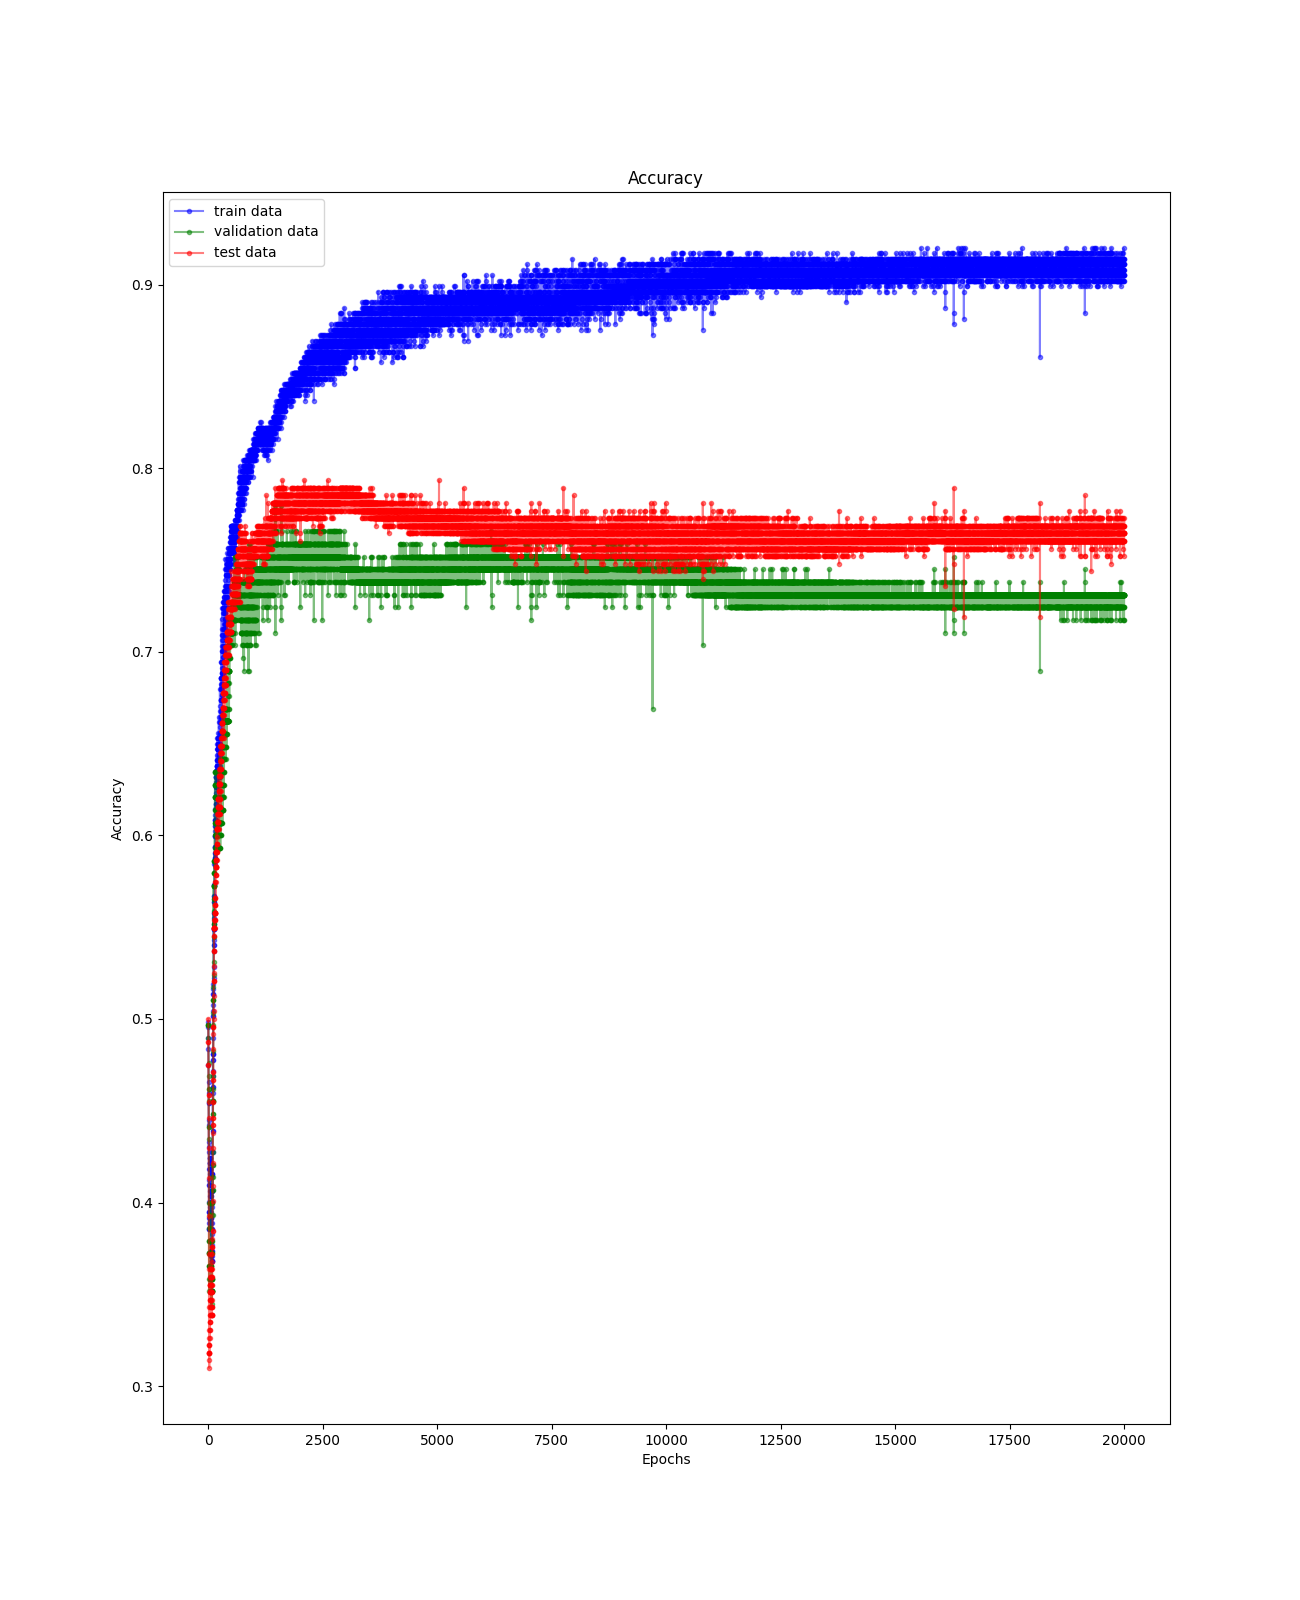 Accuracy
train data
validation data
test data
0.9
0.8
0.7
0.6
0.5
0.4
0.3
Accuracy
0 2500 5000 7500 10000 12500 15000 17500 20000
Epochs